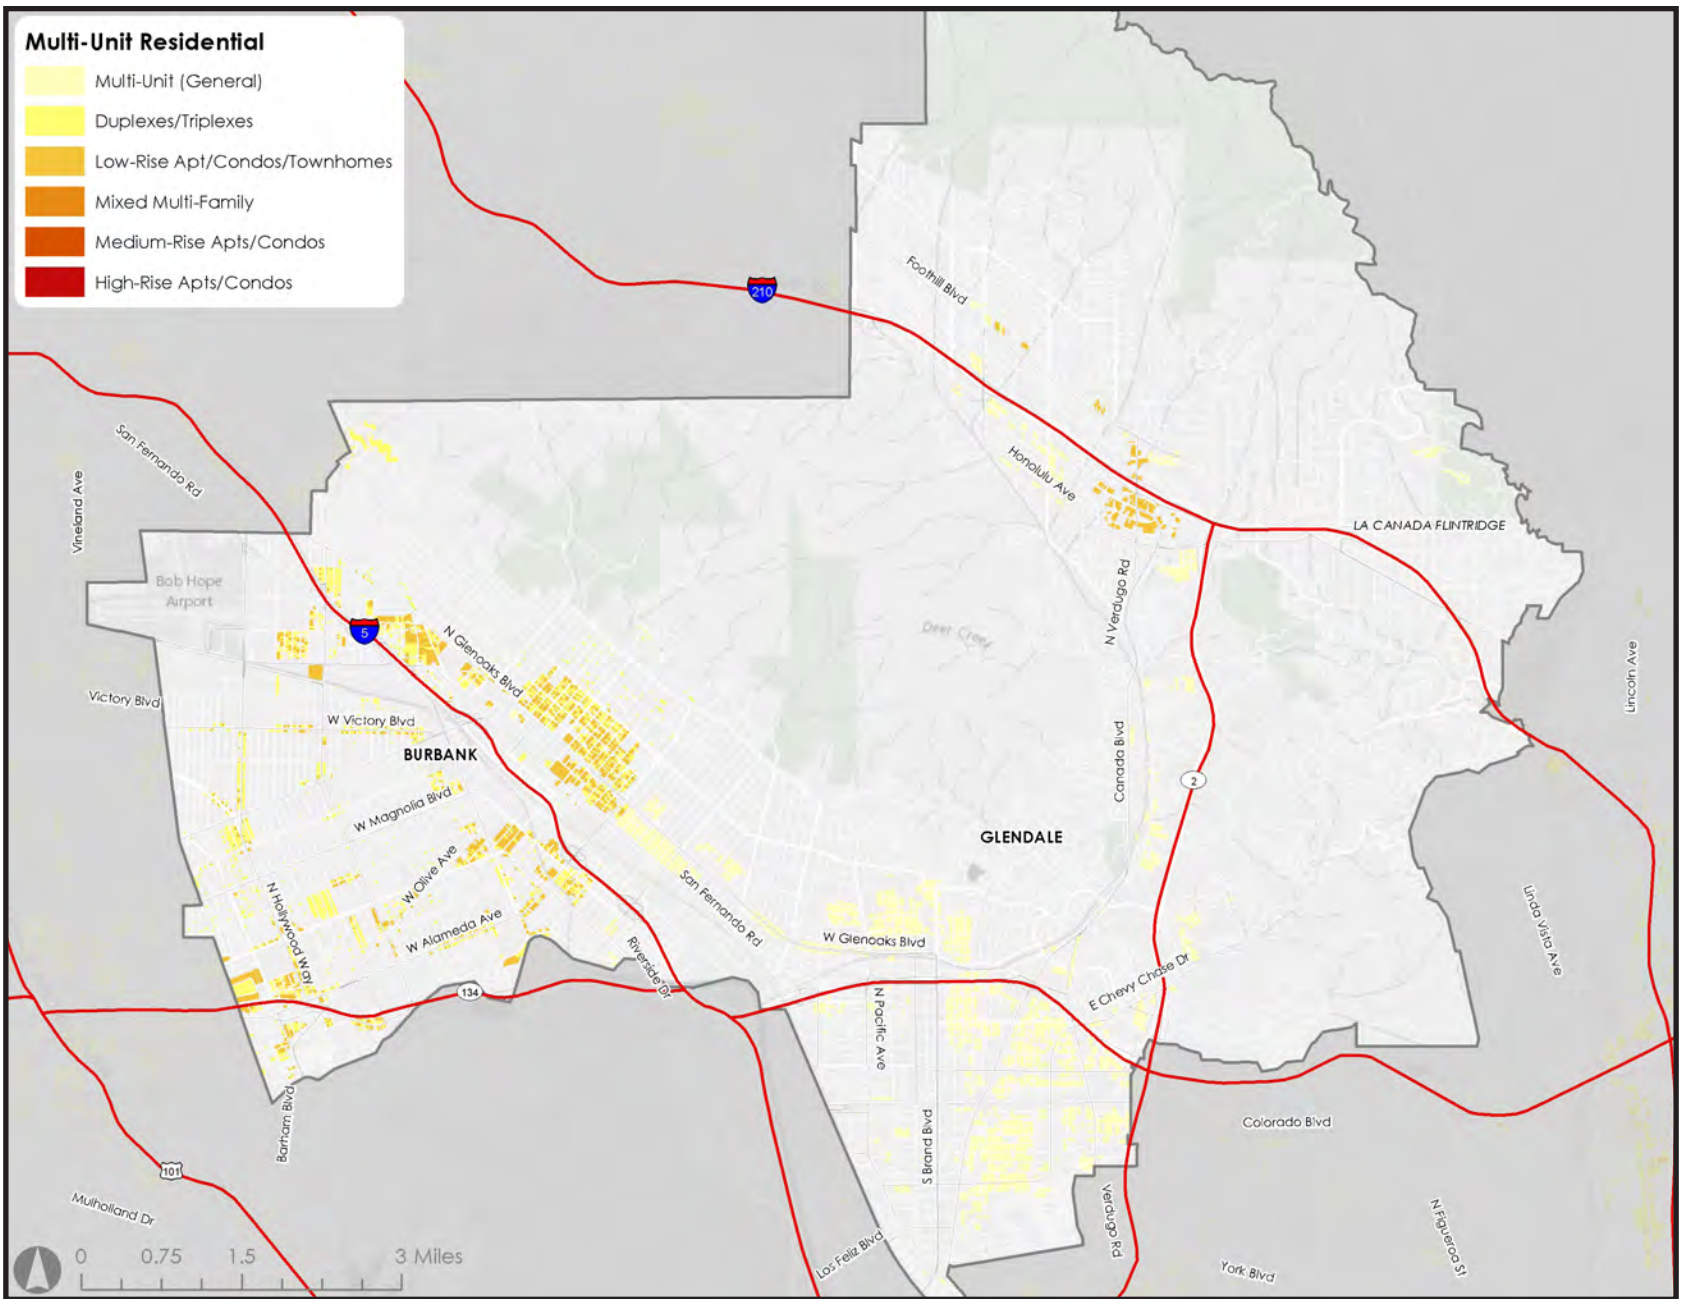 Multi-Unit Residential
Multi-Unit (General)
Duplexes/Triplexes
Low-Rise Apt/Condos/Townhomes
Mixed Multi-Family
Medium-Rise Apts/Condos
High-Rise Apts/Condos
210
Foothill Blvd
San Fernando Rd
Vineland Ave
Honolulu Ave
LA CANADA FLINTRIDGE
Bob Hope
Airport
5
N Glenoaks Blvd
Deer Creek
N Verdugo Rd
Lincoln Ave
Victory Blvd
W Victory Blvd
BURBANK
Canada Blvd
2
W Magnolia Blvd
GLENDALE
W Olive Ave
San Fernando Rd
N Hollywood Way
W Alameda Ave
W Glenoaks Blvd
Linda Vista Ave
Riverside Dr
E Chevy Chase Dr
134
N Pacific Ave
Barham Blvd
S Brand Blvd
Colorado Blvd
101
Mulholland Dr
Verdugo Rd
N Figueroa St
Los Feliz Blvd
York Blvd
0 0.75 1.5 3 Miles